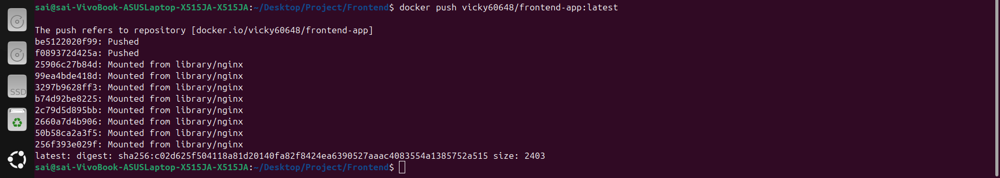 sai@sai-VivoBook-ASUSLaptop-X515JA-X515JA:~/Desktop/Project/Frontend$ docker push vicky60648/frontend-app:latest
The push refers to repository [docker.io/vicky60648/frontend-app]
be5122020f99: Pushed
f089372d425a: Pushed
25906c27b84d: Mounted from library/nginx
99ea4bde418d: Mounted from library/nginx
3297b9628ff3: Mounted from library/nginx
b74d92be8225: Mounted from library/nginx
2c79d5d895bb: Mounted from library/nginx
2660a7d4b906: Mounted from library/nginx
50b58ca2a3f5: Mounted from library/nginx
256f393e029f: Mounted from library/nginx
latest: digest: sha256:c02d625f504118a81d20140fa82f8424ea6390527aaac4083554a1385752a515 size: 2403
sai@sai-VivoBook-ASUSLaptop-X515JA-X515JA:~/Desktop/Project/Frontend$
SSD